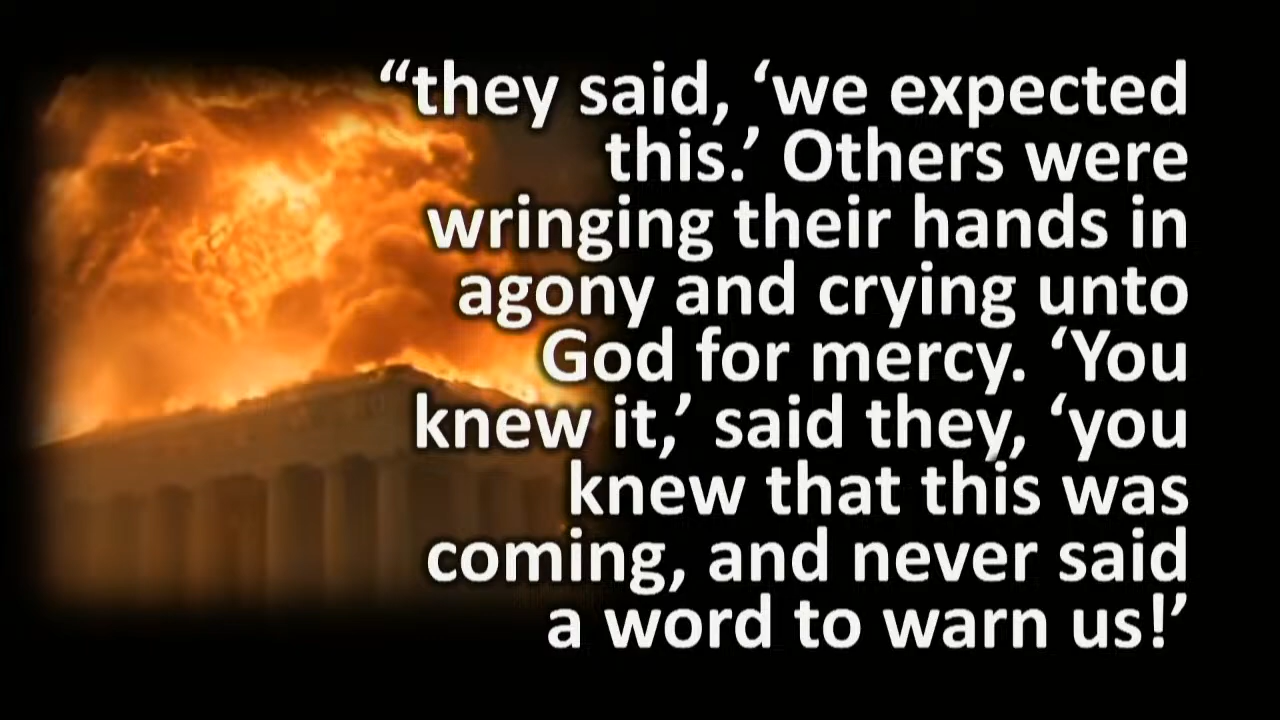 “they said, ‘we expected
this.’ Others were
wringing their hands in
agony and crying unto
God for mercy. ‘You
knew it,’ said they, ‘you
knew that this was
coming, and never said
a word to warn us!’